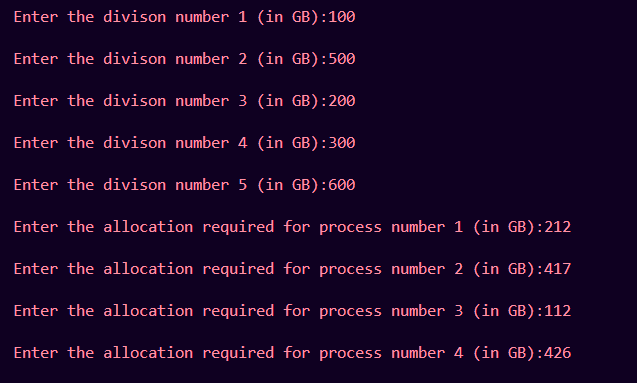 Enter the divison number 1 (in GB):100
Enter the divison number 2 (in GB):500
Enter the divison number 3 (in GB):200
Enter the divison number 4 (in GB):300
Enter the divison number 5 (in GB):600
Enter the allocation required for process number 1 (in GB):212
Enter the allocation required for process number 2 (in GB):417
Enter the allocation required for process number 3 (in GB):112
Enter the allocation required for process number 4 (in GB):426